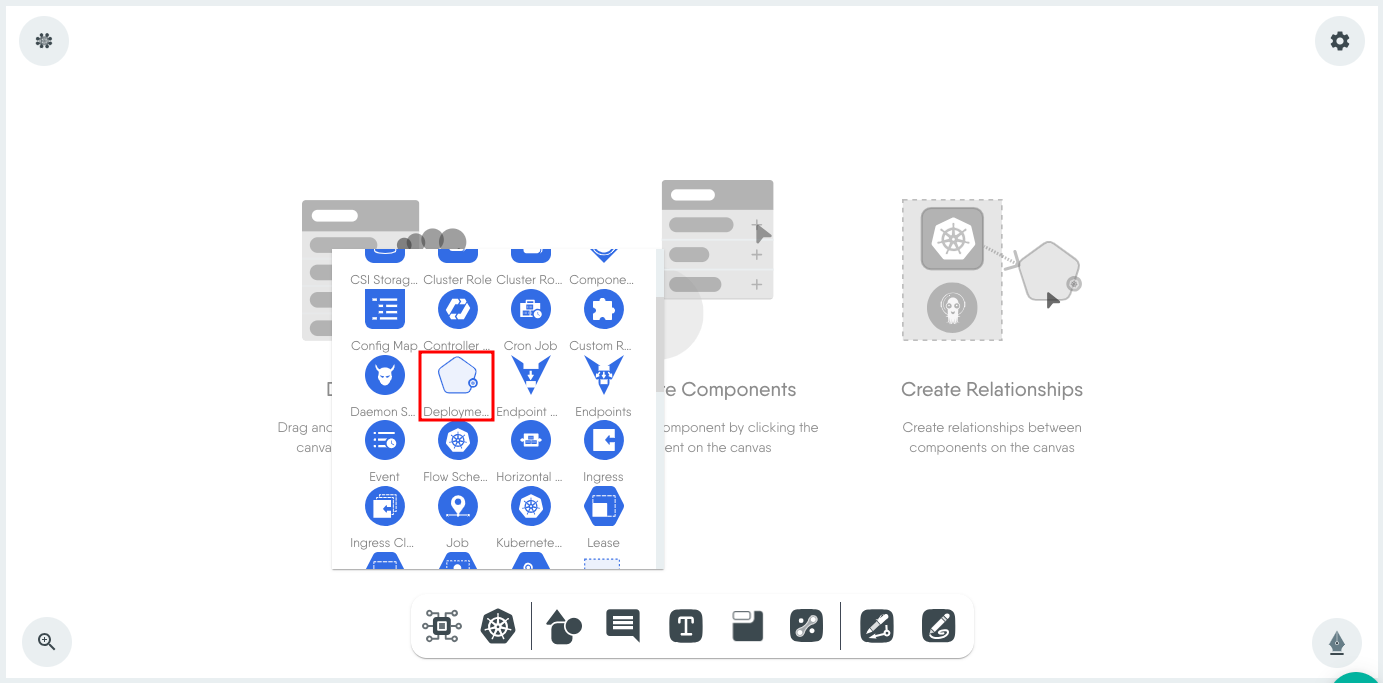 CSI Storag... Cluster Role Cluster Ro... Compone...
Config Map Controller ... Cron Job Custom R...
Daemon S... Deployme... Endpoint ... Endpoints
Event Flow Sche... Horizontal ... Ingress
Ingress Cl... Job Kubernete... Lease
D
Drag and
canva
e Components
omponent by clicking the
ent on the canvas
Create Relationships
Create relationships between
components on the canvas
T